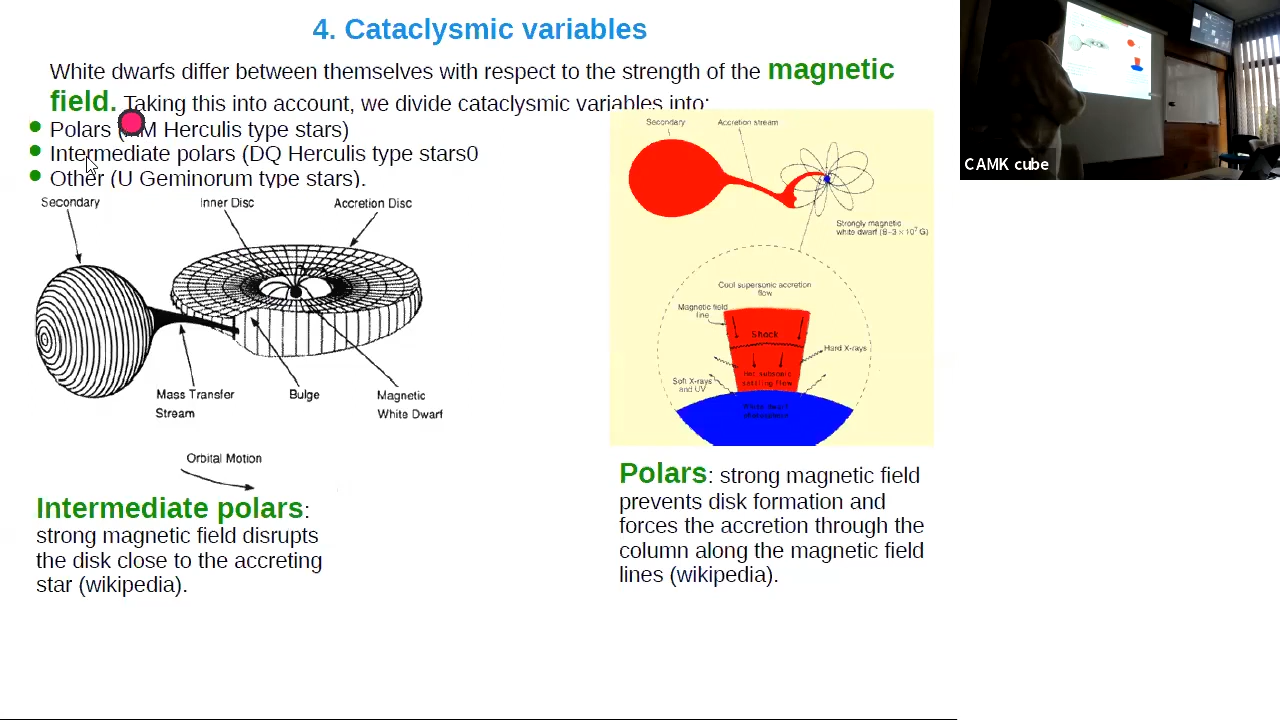 4. Cataclysmic variables
White dwarfs differ between themselves with respect to the strength of the magnetic
field. Taking this into account, we divide cataclysmic variables into:
Polars (AM Herculis type stars)
Intermediate polars (DQ Herculis type stars0
Other (U Geminorum type stars).
Secondary
Inner Disc
Accretion Disc
Mass Transfer
Stream
Bulge
Magnetic
White Dwarf
Orbital Motion
Intermediate polars:
strong magnetic field disrupts
the disk close to the accreting
star (wikipedia).
Secondary
Accretion stream
Strongly magnetic
white dwarf (B~3 × 10⁷ G)
Cool supersonic accretion
flow
Magnetic field
line
Shock
Hard X-rays
Hot subsonic
settling flow
Soft X-rays
and UV
White dwarf
Polars: strong magnetic field
prevents disk formation and
forces the accretion through the
column along the magnetic field
lines (wikipedia).
CAMK cube